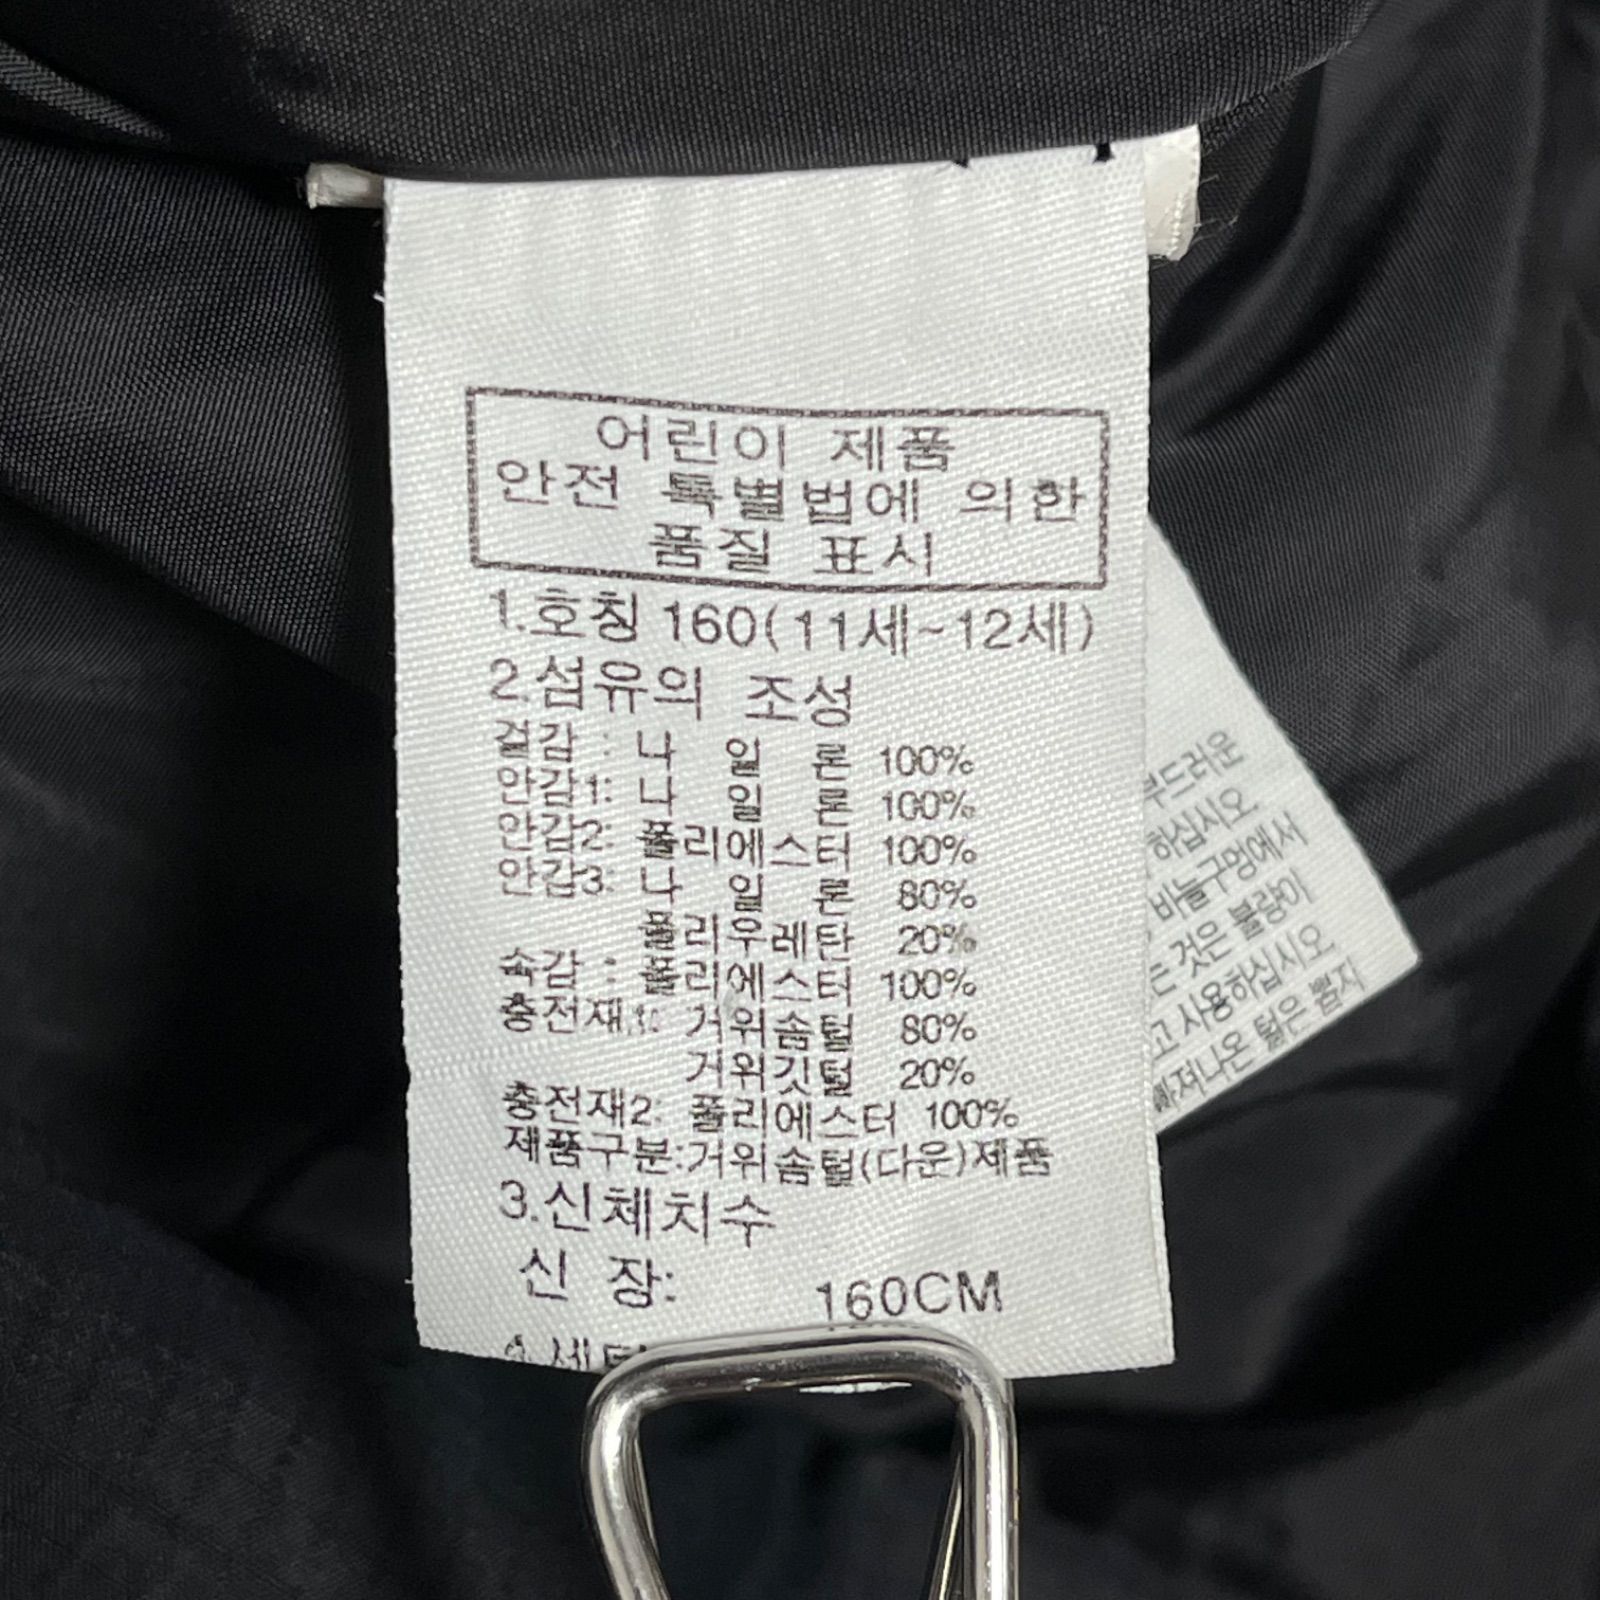 어린이 제품
안전 특별법에 의한
품질 표시
1.호칭 160(11세~12세)
2.섬유의 조성
겉감 : 나 일 론 100%
안감1: 나 일 론 100%
안감2: 폴리에스터 100%
안감3: 나 일 론 80%
폴리우레탄 20%
속감 : 폴리에스터 100%
충전재1: 거위솜털 80%
거위깃털 20%
충전재2: 폴리에스터 100%
제품구분:거위솜털(다운)제품
3.신체치수
신 장: 160CM
부드러운
하십시오
바늘구멍에서
것은 불량이
고 사용하십시오
빠져나온 털은 뽑지